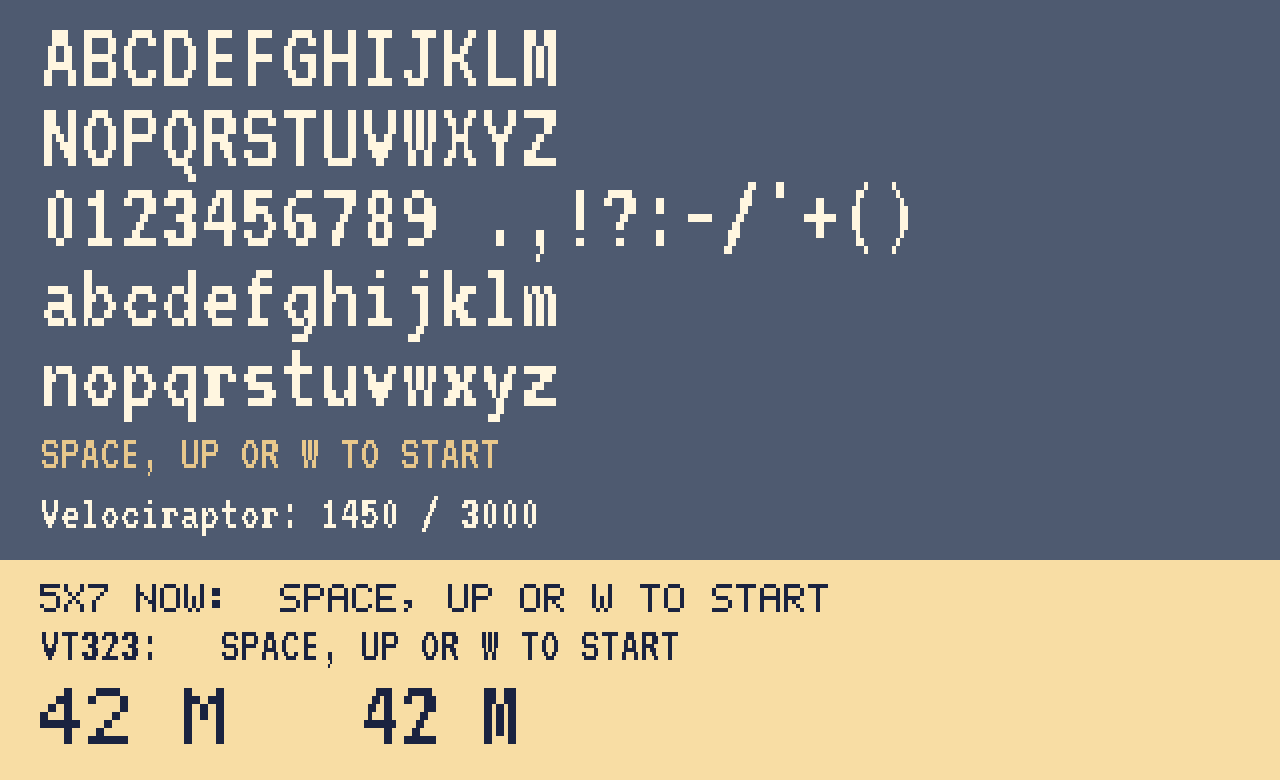 ABCDEFGHIJKLM
NOPQRSTUVWXYZ
0123456789 .,!?:-/'+()
abcdefghijklm
nopqrstuvwxyz
SPACE, UP OR W TO START
Velociraptor: 1450 / 3000
5X7 NOW: SPACE, UP OR W TO START
VT323: SPACE, UP OR W TO START
42 M 42 M